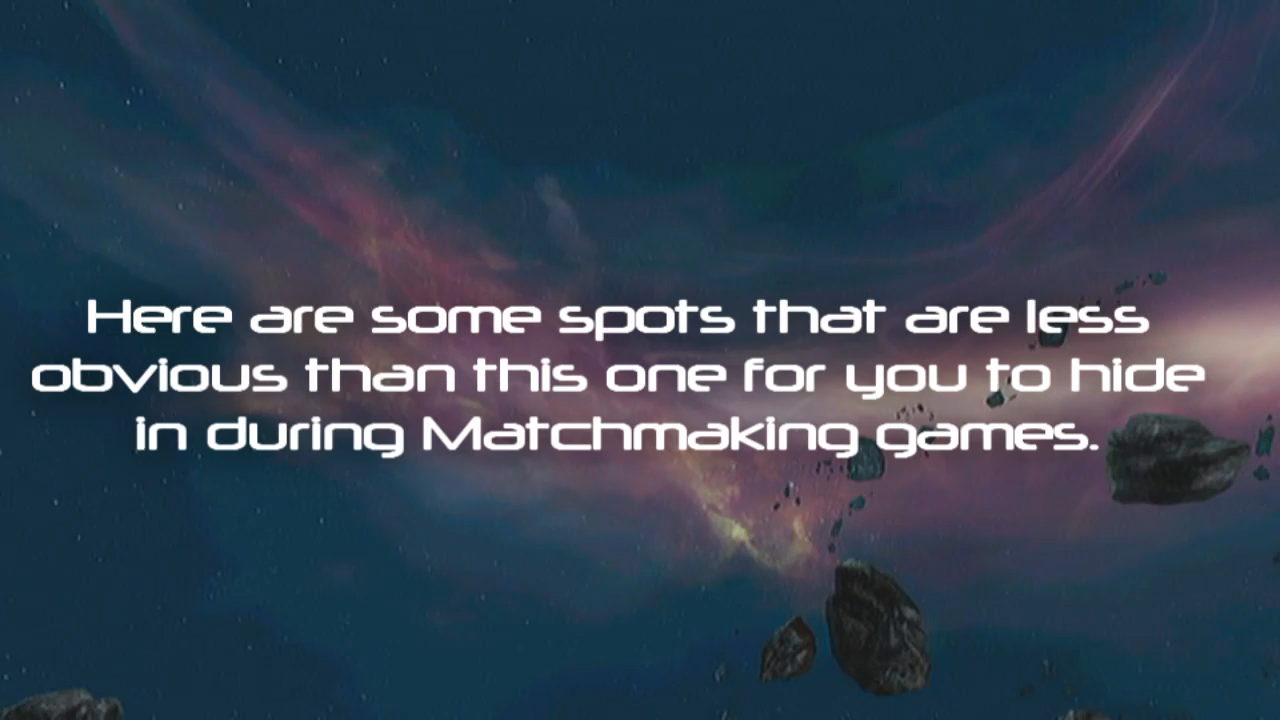 Here are some spots that are less
obvious than this one for you to hide
in during Matchmaking games.